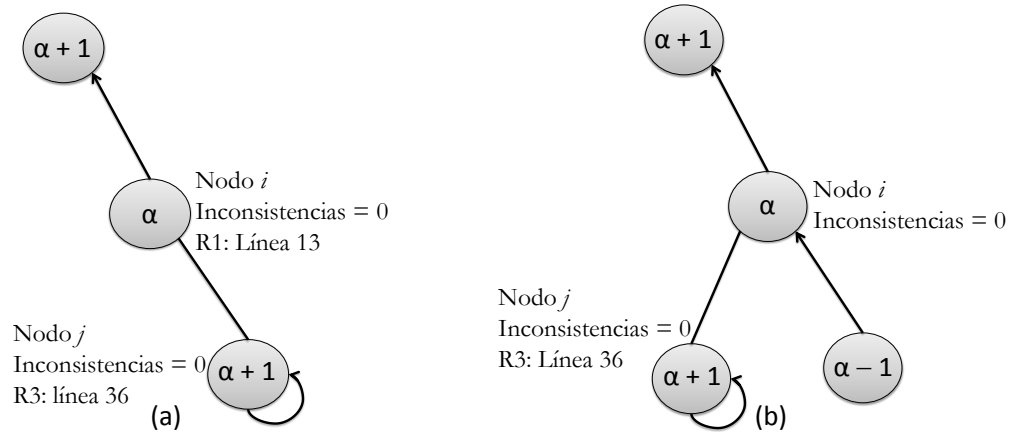 α + 1
α
Nodo i
Inconsistencias = 0
R1: Línea 13
Nodo j
Inconsistencias = 0
R3: línea 36
α + 1
(a)
α + 1
α
Nodo i
Inconsistencias = 0
Nodo j
Inconsistencias = 0
R3: Línea 36
α + 1
α − 1
(b)